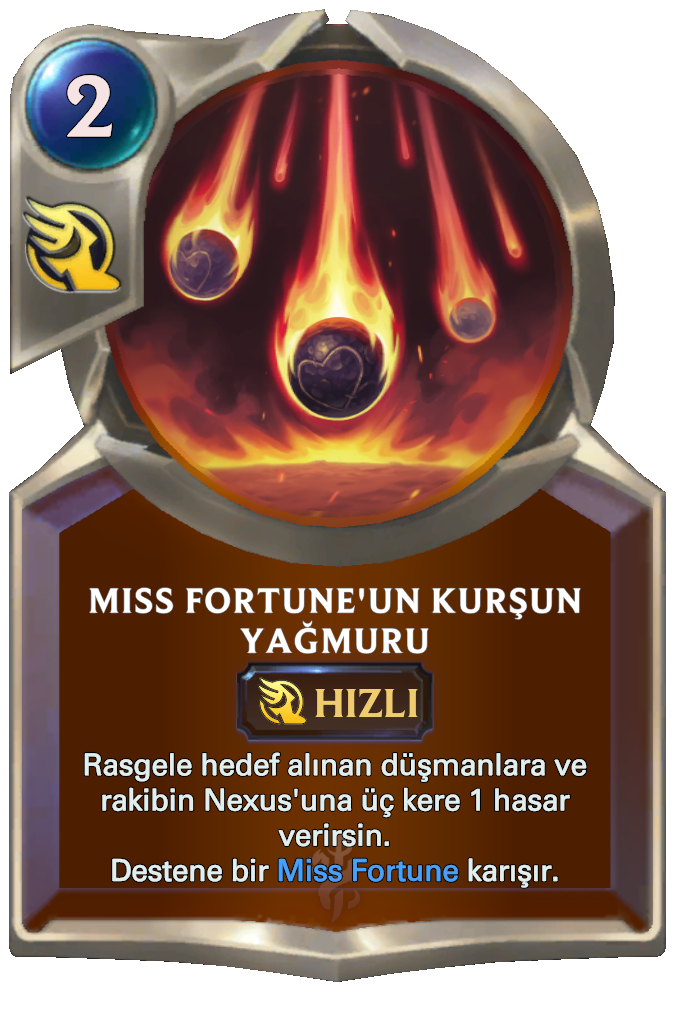 2
MISS FORTUNE'UN KURŞUN
YAĞMURU
HIZLI
Rasgele hedef alınan düşmanlara ve
rakibin Nexus'una üç kere 1 hasar
verirsin.
Destene bir Miss Fortune karışır.